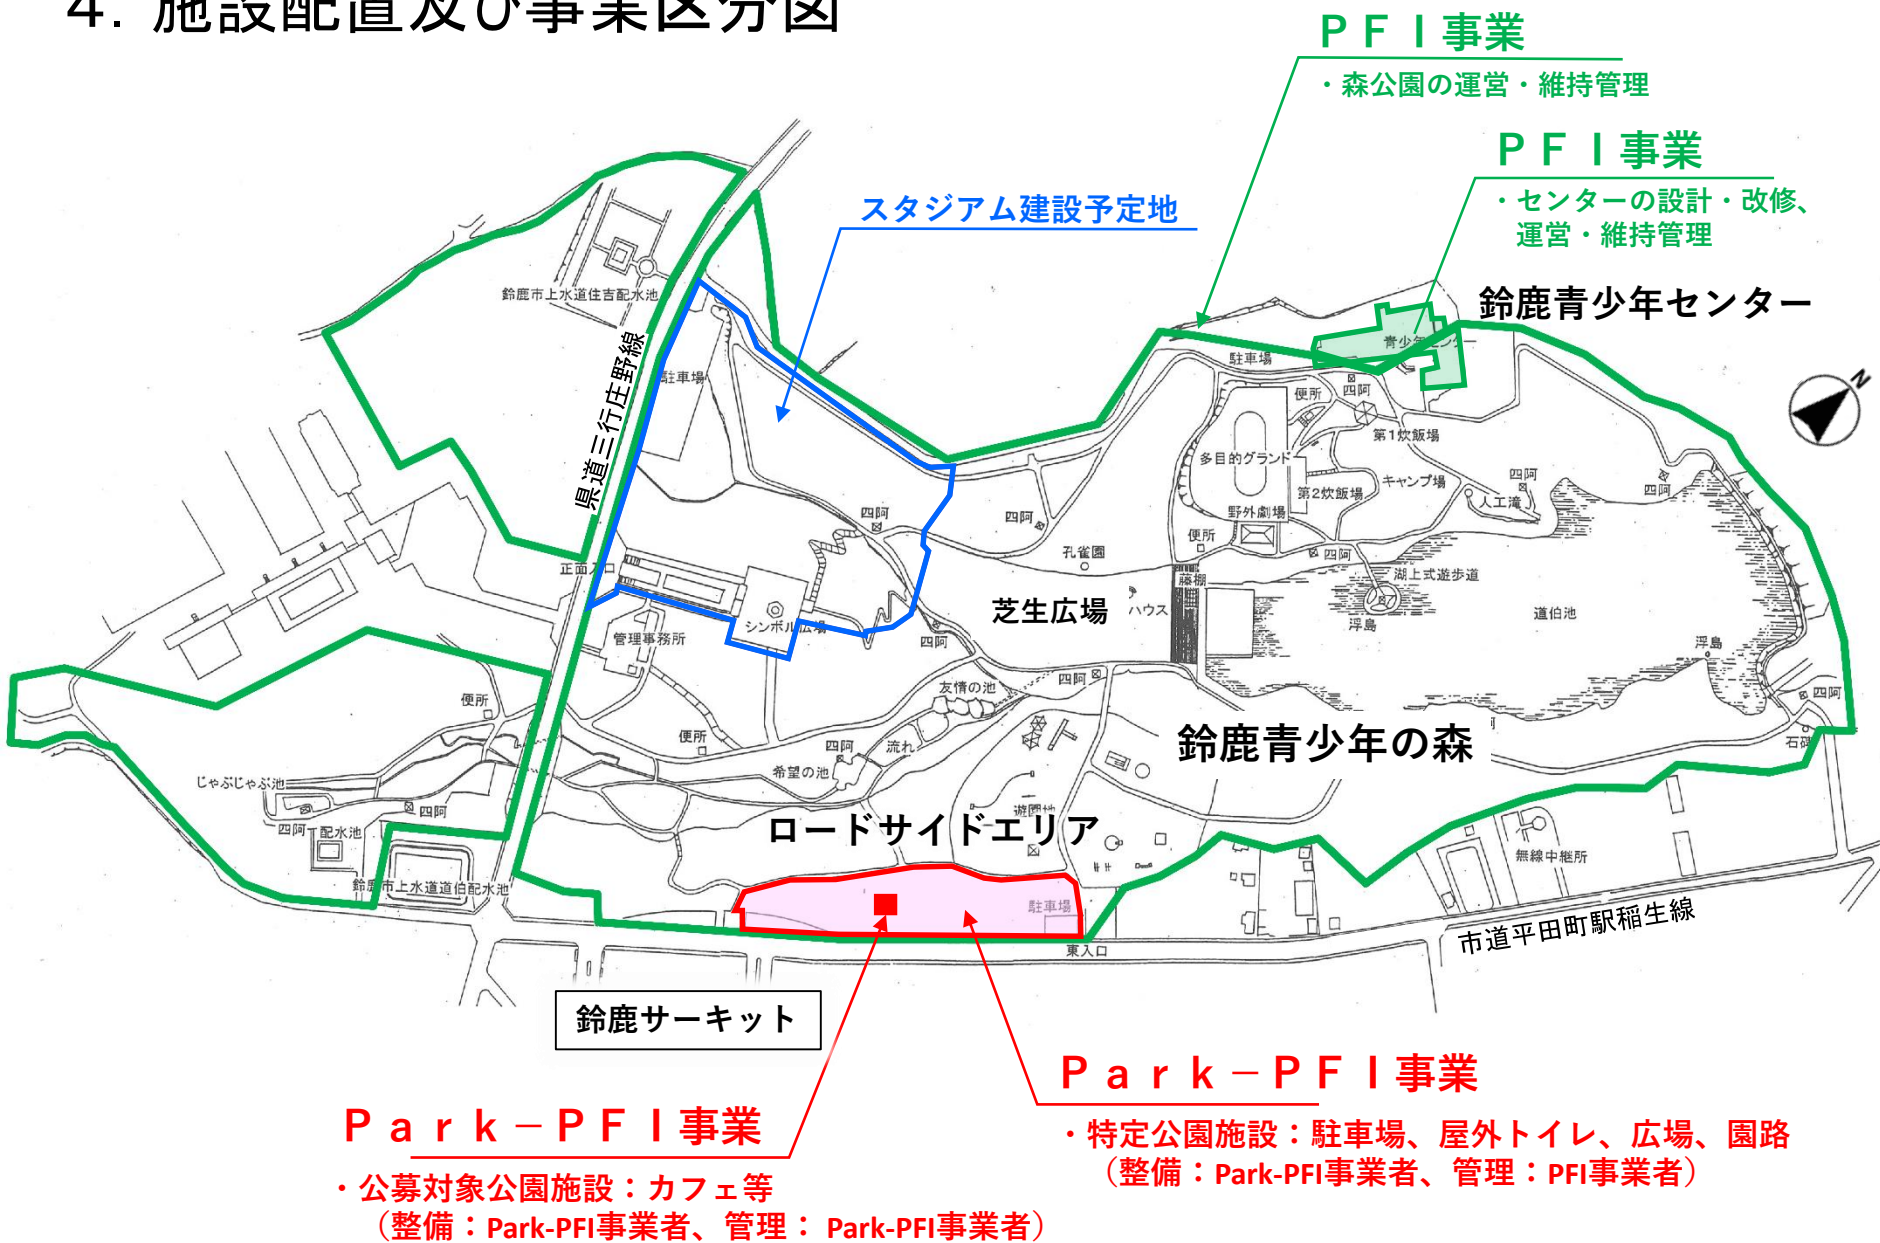 4. 施設配置及び事業区分図
ＰＦＩ事業
・森公園の運営・維持管理
ＰＦＩ事業
・センターの設計・改修、
運営・維持管理
スタジアム建設予定地
鈴鹿青少年センター
鈴鹿市上水道住吉配水池
県道三行庄野線
駐車場
駐車場
青少年センター
便所
四阿
第1炊飯場
多目的グランド
第2炊飯場
キャンプ場
四阿
人工滝
四阿
野外劇場
四阿
四阿
便所
四阿
孔雀園
湖上式遊歩道
正面入口
藤棚
ハウス
芝生広場
浮島
道伯池
シンボル広場
管理事務所
四阿
浮島
四阿
友情の池
四阿
便所
便所
鈴鹿青少年の森
石碑
四阿
流れ
希望の池
じゃぶじゃぶ池
四阿
四阿
配水池
遊園地
ロードサイドエリア
無線中継所
鈴鹿市上水道道伯配水池
駐車場
市道平田町駅稲生線
東入口
鈴鹿サーキット
Ｐａｒｋ－ＰＦＩ事業
・特定公園施設：駐車場、屋外トイレ、広場、園路
（整備：Park-PFI事業者、管理：PFI事業者）
Ｐａｒｋ－ＰＦＩ事業
・公募対象公園施設：カフェ等
（整備：Park-PFI事業者、管理： Park-PFI事業者）
N